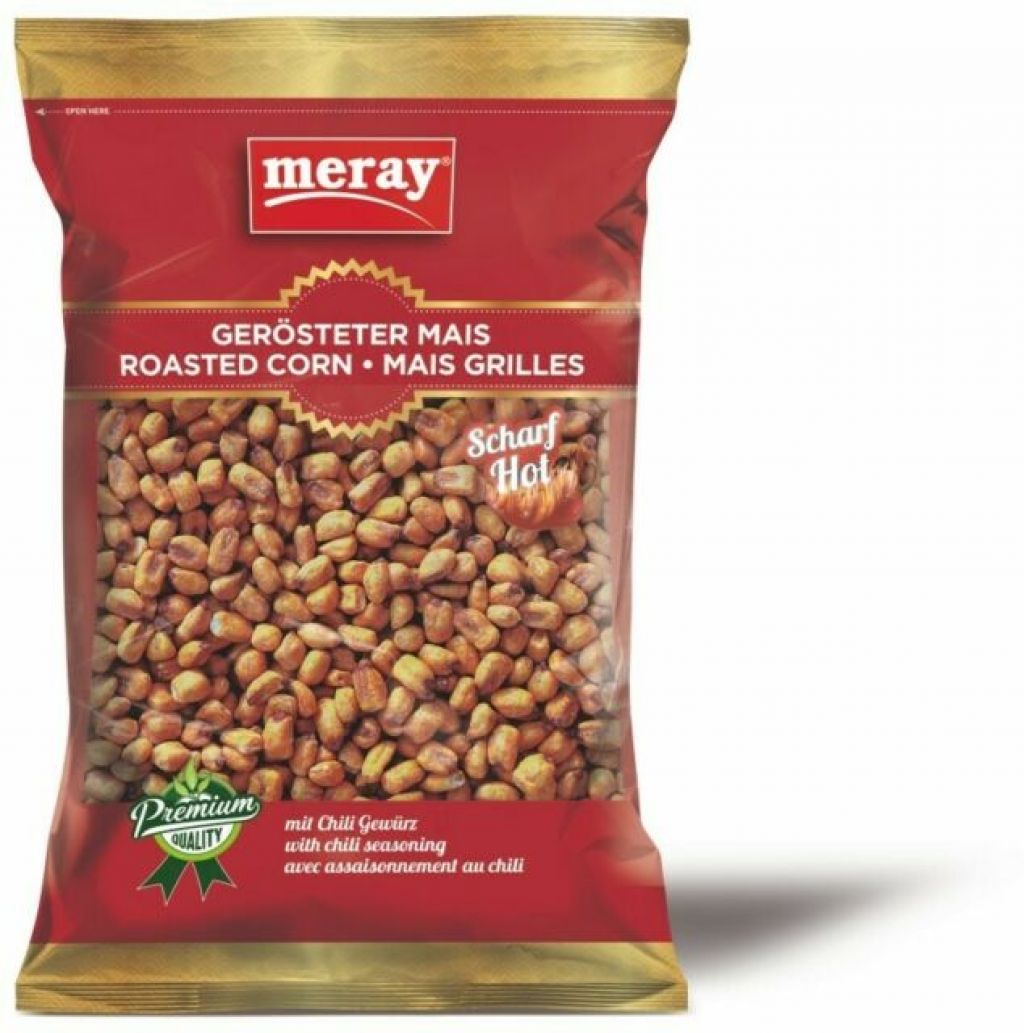 OPEN HERE
meray®
GERÖSTETER MAIS
ROASTED CORN • MAIS GRILLES
Scharf
Hot
Premium
QUALITY
mit Chili Gewürz
with chili seasoning
avec assaisonnement au chili